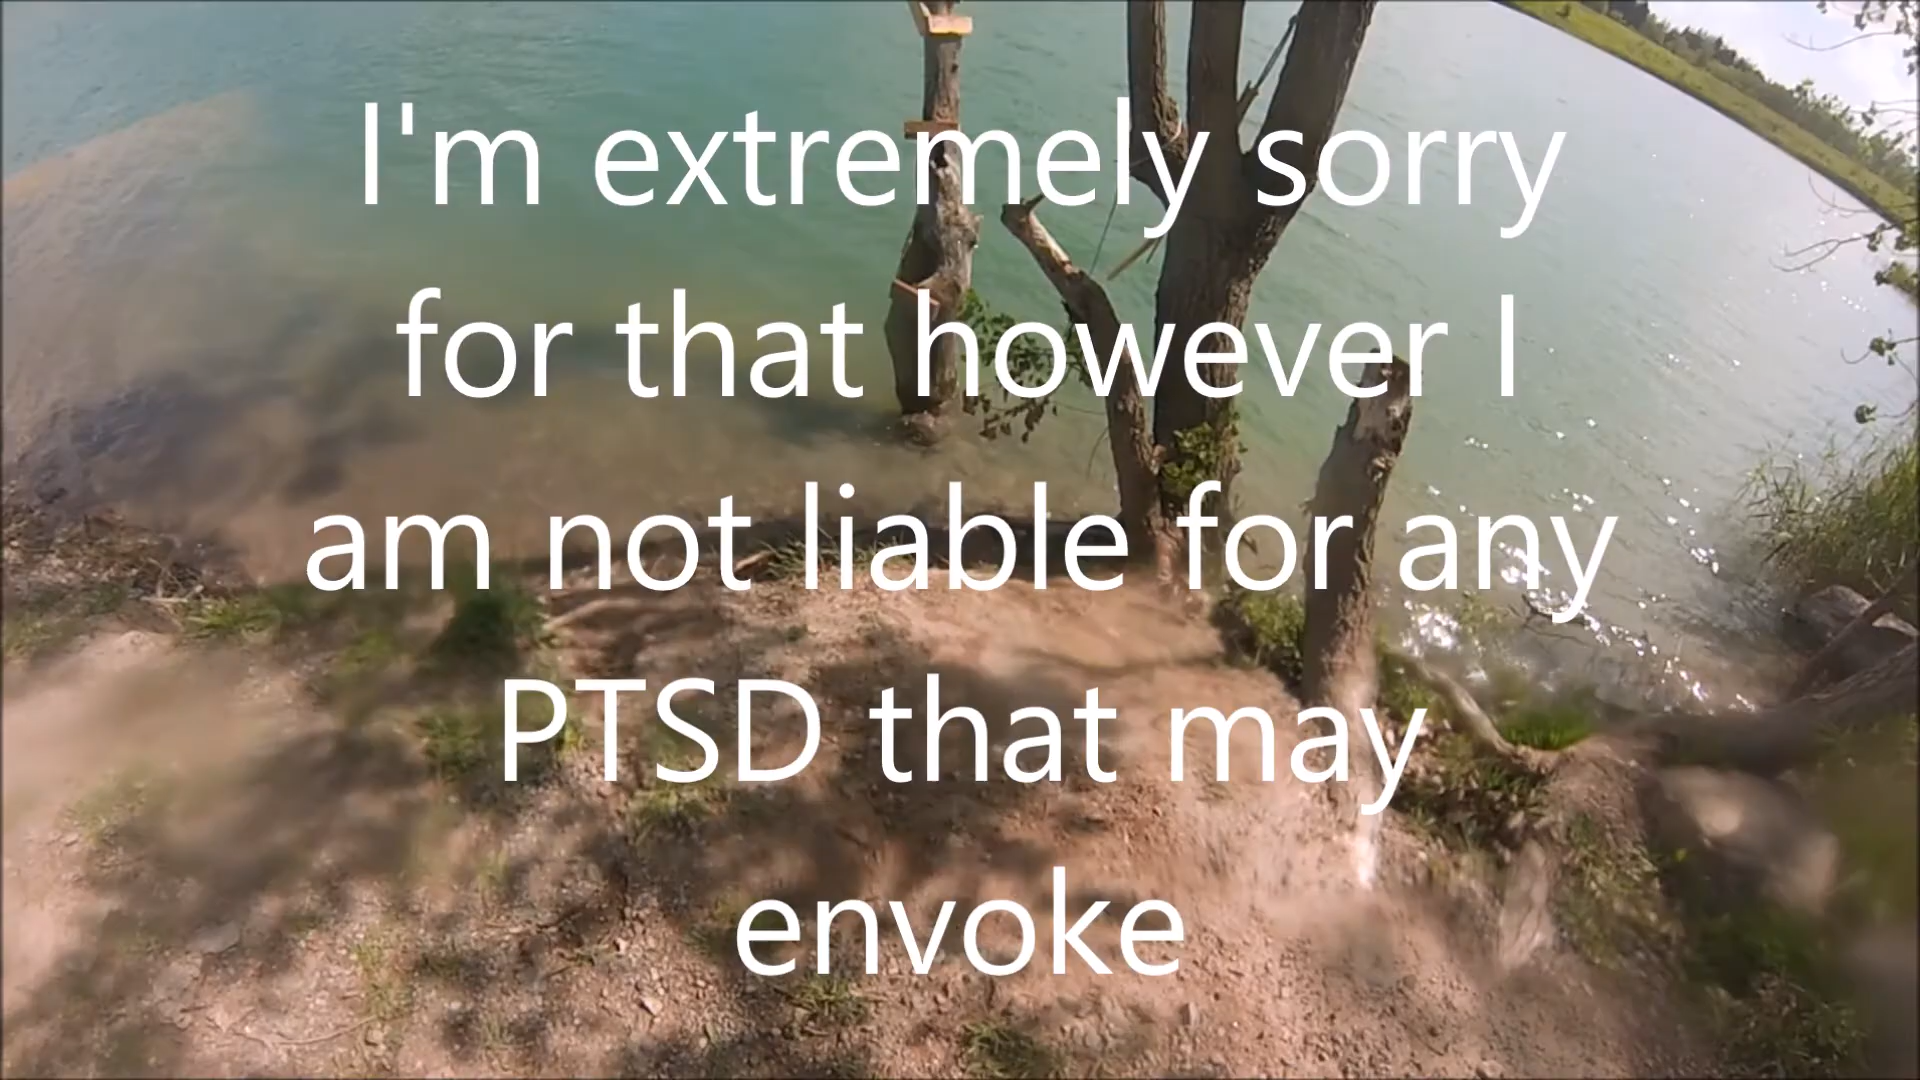 I'm extremely sorry
for that however I
am not liable for any
PTSD that may
envoke